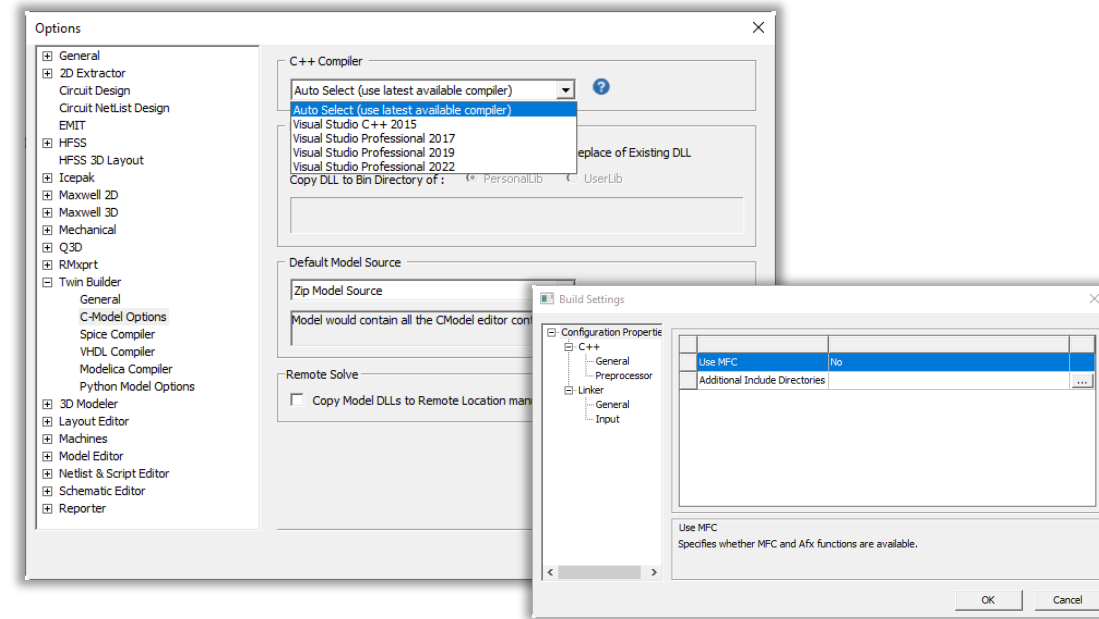 Options
General
2D Extractor
Circuit Design
Circuit NetList Design
EMIT
HFSS
HFSS 3D Layout
Icepak
Maxwell 2D
Maxwell 3D
Mechanical
Q3D
RMxprt
Twin Builder
General
C-Model Options
Spice Compiler
VHDL Compiler
Modelica Compiler
Python Model Options
3D Modeler
Layout Editor
Machines
Model Editor
Netlist & Script Editor
Schematic Editor
Reporter
C++ Compiler
Auto Select (use latest available compiler)
?
Auto Select (use latest available compiler)
Visual Studio C++ 2015
Visual Studio Professional 2017
Visual Studio Professional 2019
Visual Studio Professional 2022
eplace of Existing DLL
Copy DLL to Bin Directory of : PersonalLib UserLib
Default Model Source
Zip Model Source
Model would contain all the CModel editor con
Remote Solve
Copy Model DLLs to Remote Location man
Build Settings
Configuration Propertie
C++
General
Preprocessor
Linker
General
Input
Use MFC No
Additional Include Directories ...
Use MFC
Specifies whether MFC and Afx functions are available.
OK Cancel